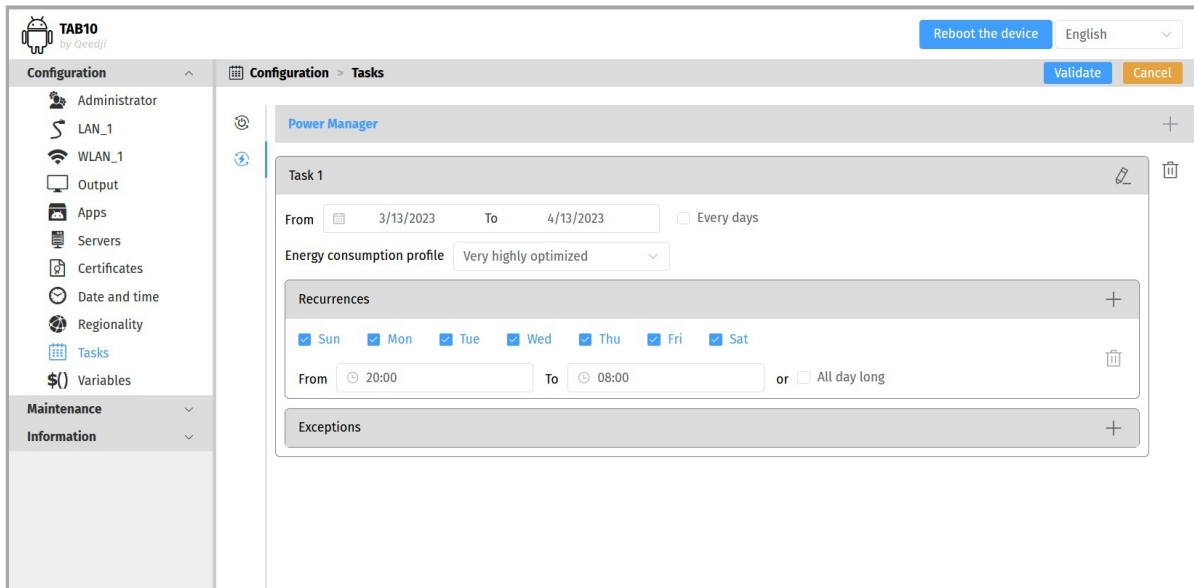 TAB10
by Qeedji
Reboot the device
English
Configuration
Configuration > Tasks
Validate
Cancel
Administrator
LAN_1
WLAN_1
Output
Apps
Servers
Certificates
Date and time
Regionality
Tasks
$() Variables
Maintenance
Information
Power Manager
Task 1
From 3/13/2023 To 4/13/2023 Every days
Energy consumption profile Very highly optimized
Recurrences
Sun Mon Tue Wed Thu Fri Sat
From 20:00 To 08:00 or All day long
Exceptions